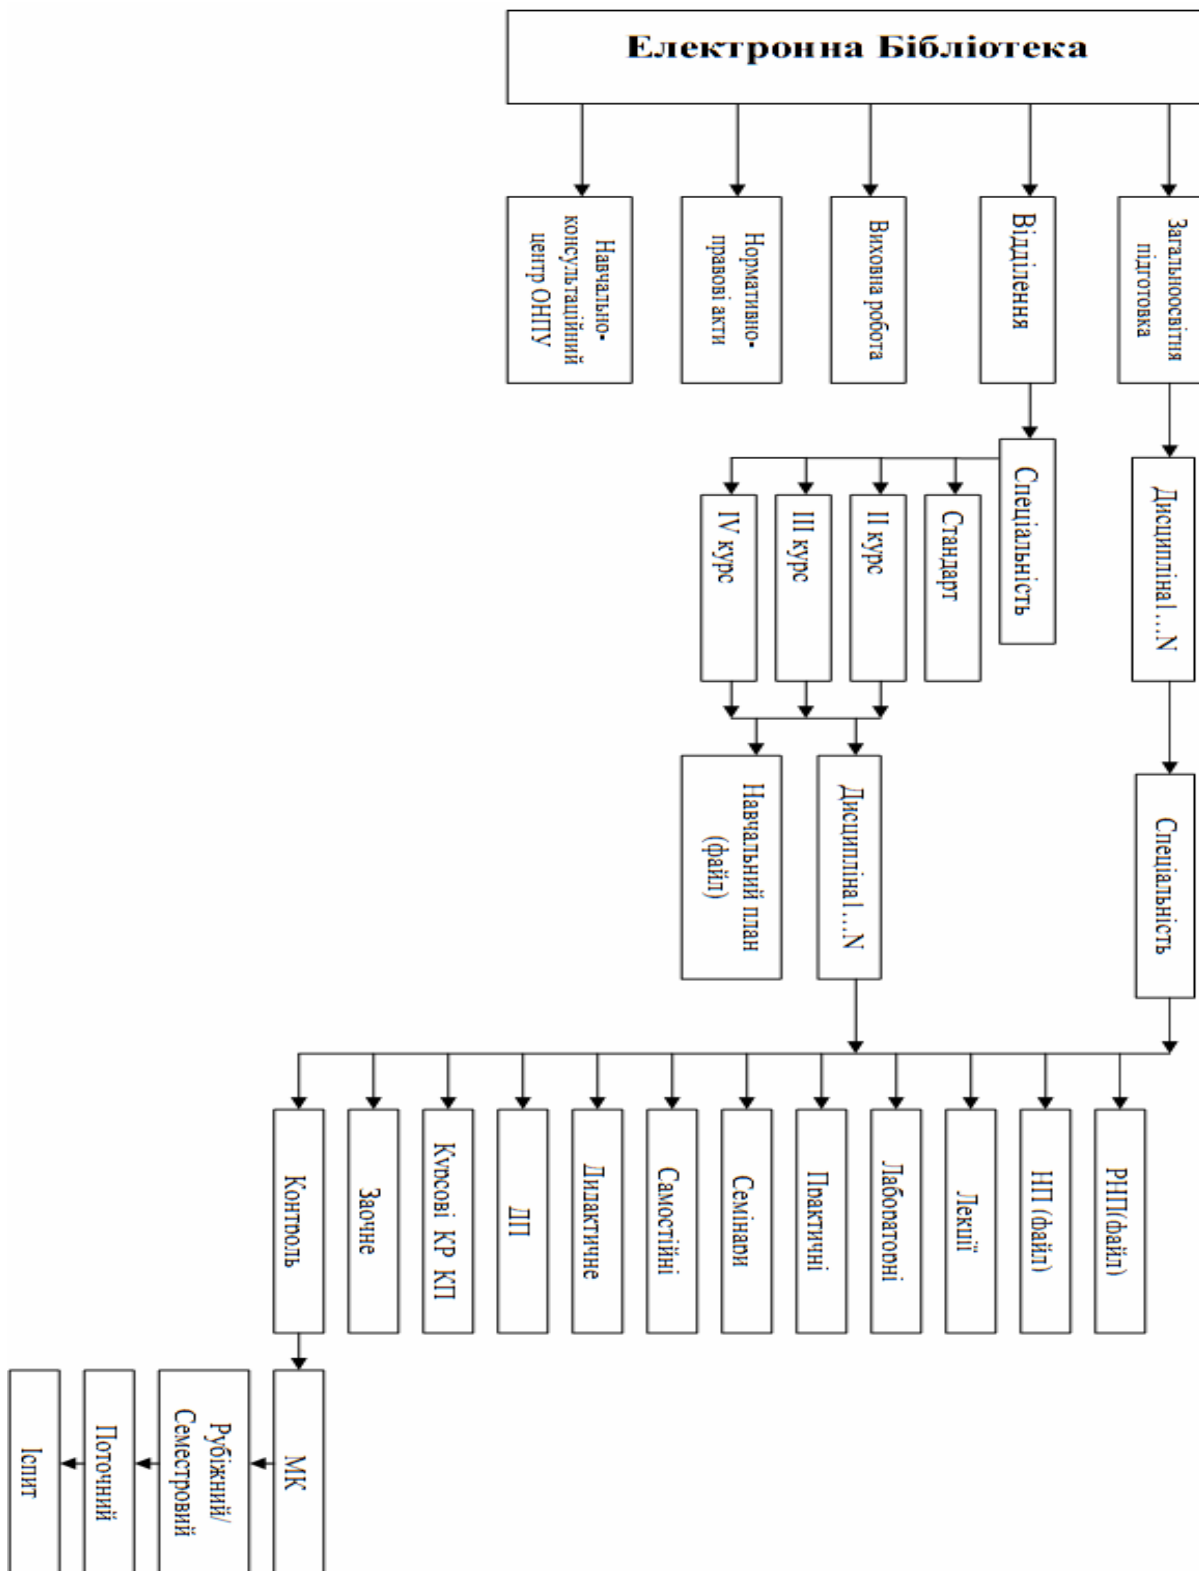 Електронна Бібліотека
Навчально-
консультаційний
центр ОНПУ
Нормативно-
правові акти
Виховна робота
Відділення
Загальноосвітня
підготовка
Спеціальність
Дисципліна1…N
IV курс
III курс
II курс
Стандарт
Навчальний план
(файл)
Дисципліна1…N
Спеціальність
Контроль
Заочне
Курсові КР КП
ДП
Дидактичне
Самостійні
Семінари
Практичні
Лабораторні
Лекції
НП (файл)
РНП(файл)
Іспит
Поточний
Рубіжний/
Семестровий
МК